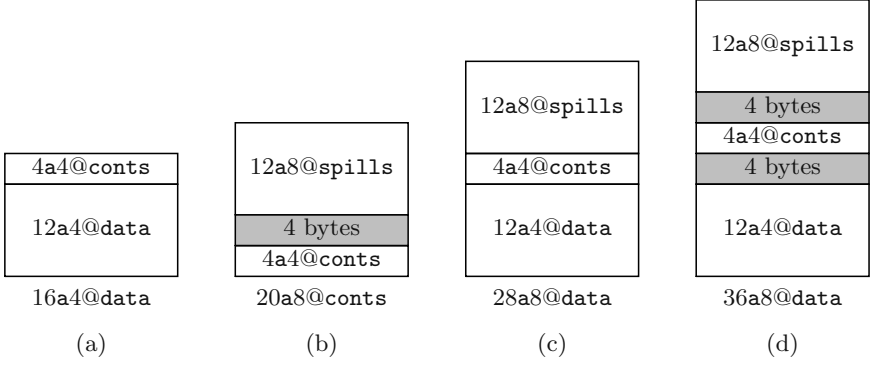 4a4@conts
12a4@data
16a4@data
(a)
12a8@spills
4 bytes
4a4@conts
20a8@conts
(b)
12a8@spills
4a4@conts
12a4@data
28a8@data
(c)
12a8@spills
4 bytes
4a4@conts
4 bytes
12a4@data
36a8@data
(d)